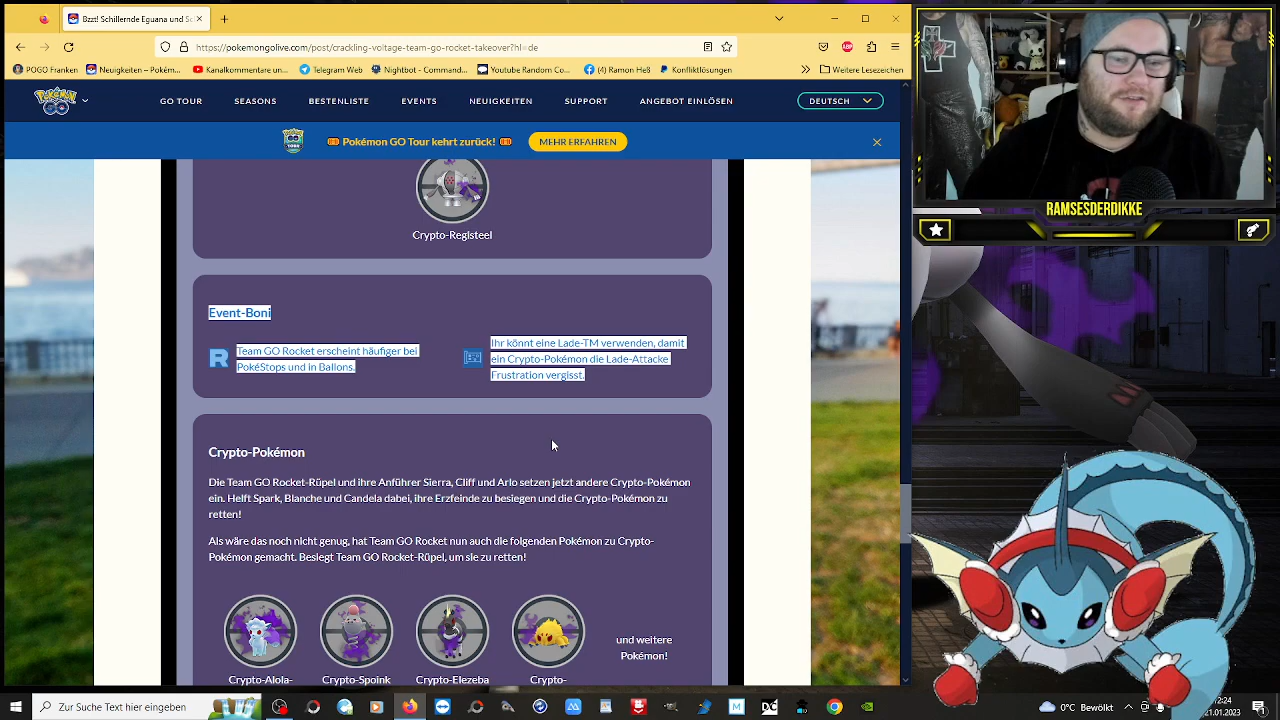 Bzzt! Schillernde Eguana und Sc
https://pokemongolive.com/post/crackling-voltage-team-go-rocket-takeover?hl=de
POGO Franken
Neuigkeiten – Pokém...
Kanalkommentare un...
Telegram Web
Nightbot - Command...
Youtube Random Co...
(4) Ramon Heß
Konfliktlösungen
Weitere Lesezeichen
GO TOUR
SEASONS
BESTENLISTE
EVENTS
NEUIGKEITEN
SUPPORT
ANGEBOT EINLÖSEN
DEUTSCH
Pokémon GO Tour kehrt zurück!
MEHR ERFAHREN
Crypto-Registeel
Event-Boni
Team GO Rocket erscheint häufiger bei
PokéStops und in Ballons.
Ihr könnt eine Lade-TM verwenden, damit
ein Crypto-Pokémon die Lade-Attacke
Frustration vergisst.
Crypto-Pokémon
Die Team GO Rocket-Rüpel und ihre Anführer Sierra, Cliff und Arlo setzen jetzt andere Crypto-Pokémon
ein. Helft Spark, Blanche und Candela dabei, ihre Erzfeinde zu besiegen und die Crypto-Pokémon zu
retten!
Als wäre das noch nicht genug, hat Team GO Rocket nun auch die folgenden Pokémon zu Crypto-
Pokémon gemacht. Besiegt Team GO Rocket-Rüpel, um sie zu retten!
und weitere
Pokémon!
Crypto-Alola-
Crypto-Spoink
Crypto-Elezeba
Crypto-
RAMSESDERDIKKE
Zur Suche Text hier eingeben
Bewölkt
21.01.2023